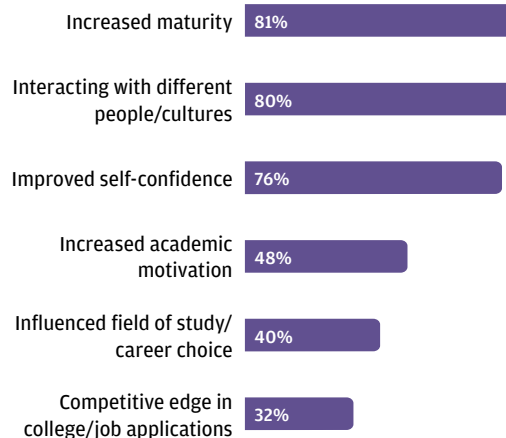 Increased maturity
81%
Interacting with different
people/cultures
80%
Improved self-confidence
76%
Increased academic
motivation
48%
Influenced field of study/
career choice
40%
Competitive edge in
college/job applications
32%